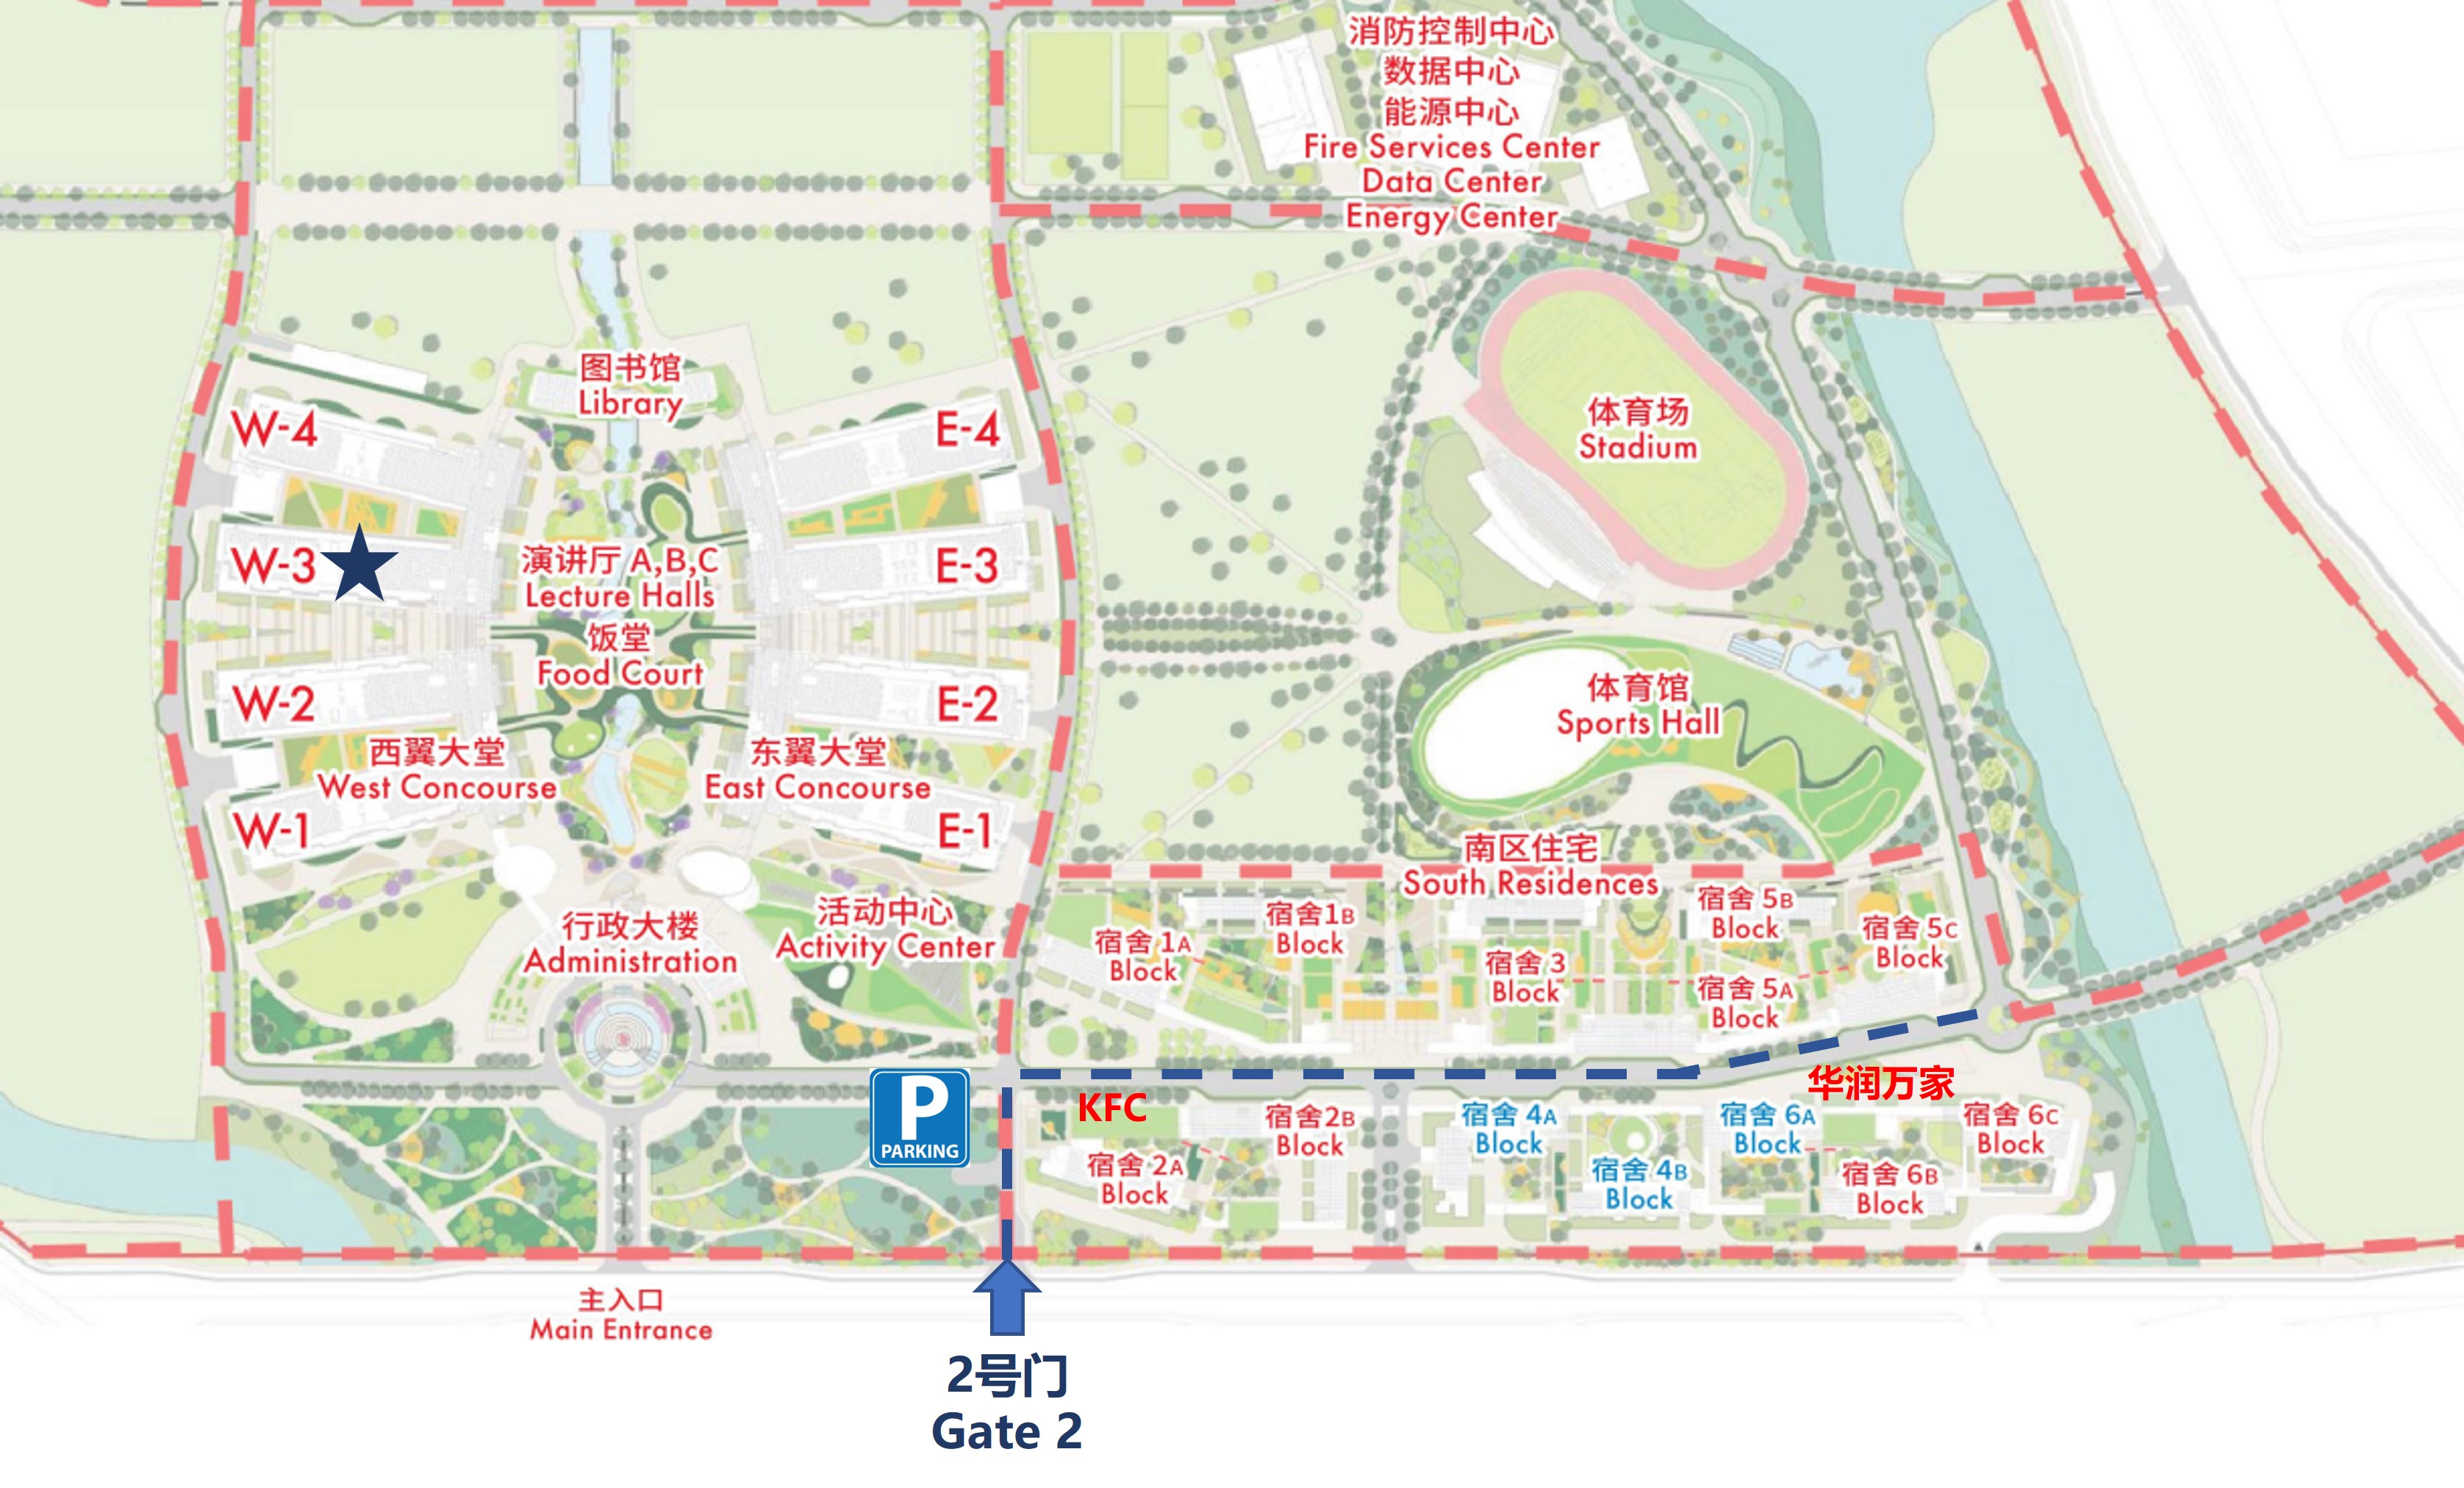 消防控制中心
数据中心
能源中心
Fire Services Center
Data Center
Energy Center
图书馆
Library
W-4
E-4
体育场
Stadium
W-3
演讲厅 A,B,C
Lecture Halls
E-3
饭堂
Food Court
W-2
E-2
体育馆
Sports Hall
西翼大堂
West Concourse
东翼大堂
East Concourse
W-1
E-1
南区住宅
South Residences
行政大楼
Administration
活动中心
Activity Center
宿舍 1A
Block
宿舍1B
Block
宿舍 3
Block
宿舍 5B
Block
宿舍 5A
Block
宿舍 5C
Block
P
PARKING
KFC
华润万家
宿舍 2A
Block
宿舍2B
Block
宿舍 4A
Block
宿舍 4B
Block
宿舍 6A
Block
宿舍 6B
Block
宿舍 6C
Block
主入口
Main Entrance
2号门
Gate 2